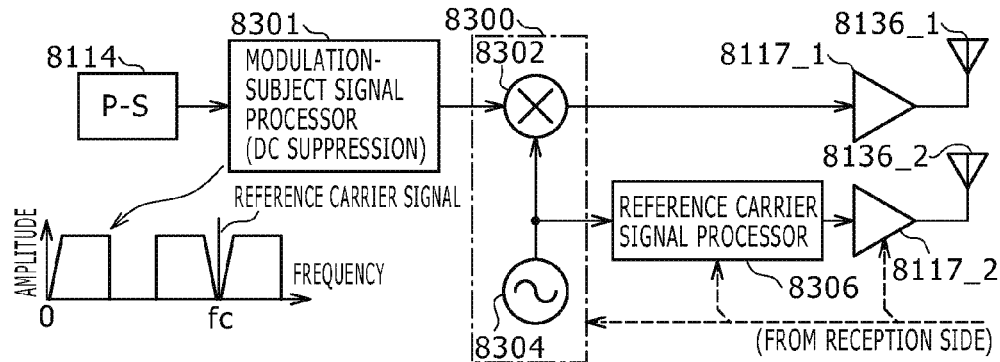 8301
8300
8114
MODULATION-
SUBJECT SIGNAL
PROCESSOR
(DC SUPPRESSION)
8302
8117_1
8136_1
P-S
8136_2
REFERENCE CARRIER SIGNAL
REFERENCE CARRIER
SIGNAL PROCESSOR
AMPLITUDE
FREQUENCY
0
fc
8304
8306
8117_2
(FROM RECEPTION SIDE)